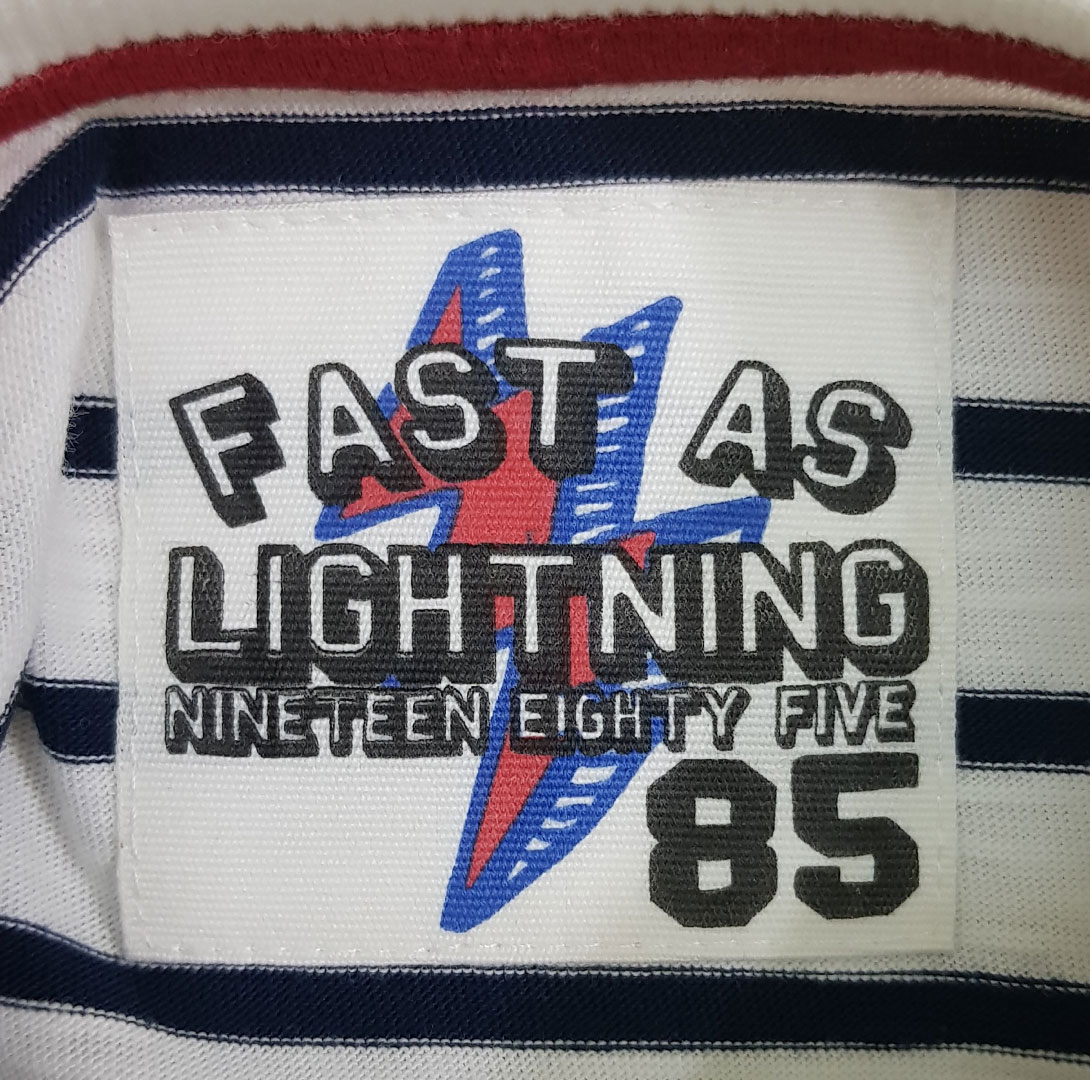 FAST AS
LIGHTNING
NINETEEN EIGHTY FIVE
85